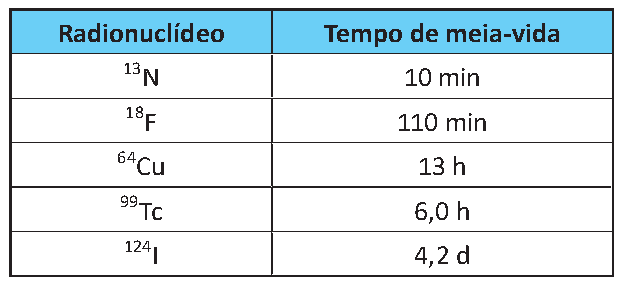 Radionuclídeo Tempo de meia-vida
¹³N 10 min
¹⁸F 110 min
⁶⁴Cu 13 h
⁹⁹Tc 6,0 h
¹²⁴I 4,2 d